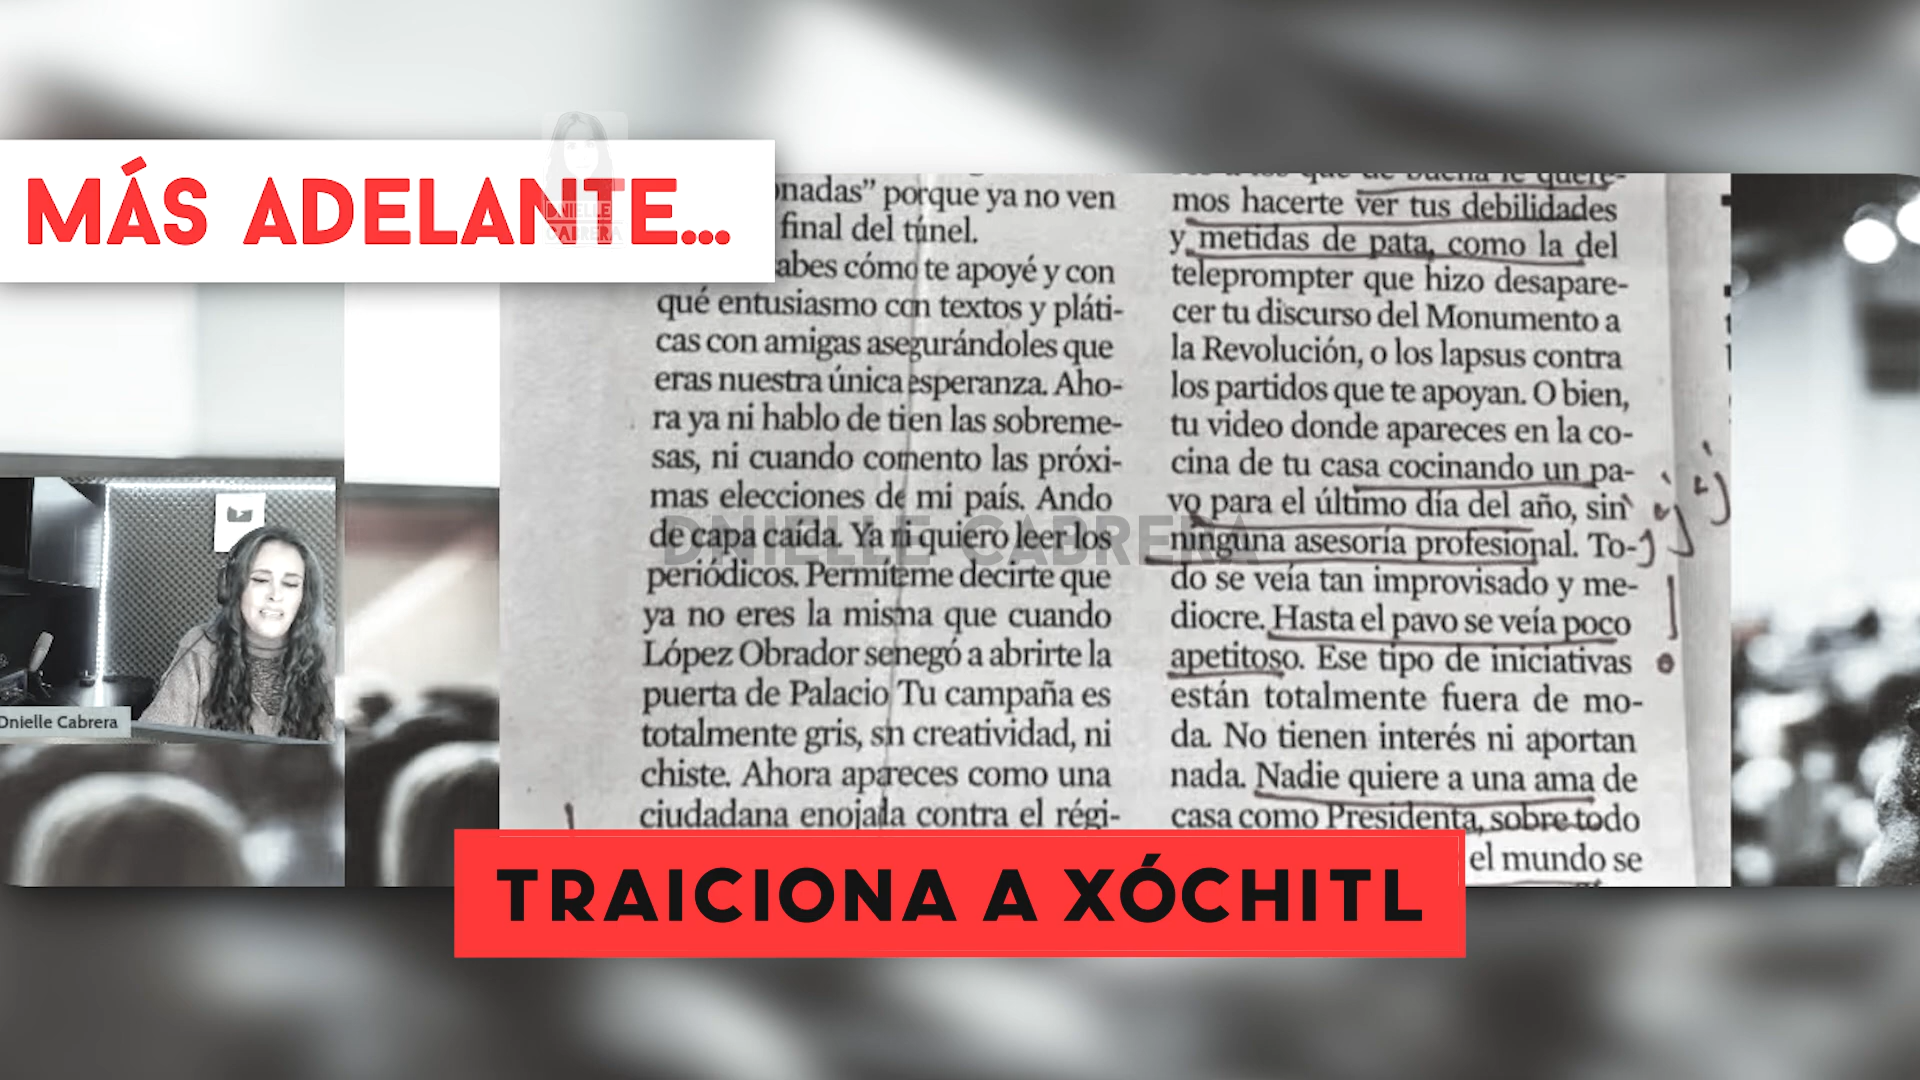 MÁS ADELANTE...
DNIELLE
CABRERA
onadas” porque ya no ven
final del túnel.
abes cómo te apoyé y con
qué entusiasmo con textos y pláti-
cas con amigas asegurándoles que
eras nuestra única esperanza. Aho-
ra ya ni hablo de ti en las sobreme-
sas, ni cuando comento las próxi-
mas elecciones de mi país. Ando
de capa caída. Ya ni quiero leer los
periódicos. Permíteme decirte que
ya no eres la misma que cuando
López Obrador se negó a abrirte la
puerta de Palacio Tu campaña es
totalmente gris, sin creatividad, ni
chiste. Ahora apareces como una
ciudadana enojada contra el régi-
de buena fe quere-
mos hacerte ver tus debilidades
y metidas de pata, como la del
teleprompter que hizo desapare-
cer tu discurso del Monumento a
la Revolución, o los lapsus contra
los partidos que te apoyan. O bien,
tu video donde apareces en la co-
cina de tu casa cocinando un pa-
vo para el último día del año, sin
ninguna asesoría profesional. To-
do se veía tan improvisado y me-
diocre. Hasta el pavo se veía poco
apetitoso. Ese tipo de iniciativas
están totalmente fuera de mo-
da. No tienen interés ni aportan
nada. Nadie quiere a una ama de
casa como Presidenta, sobre todo
el mundo se
DNIELLE CABRERA
Dnielle Cabrera
TRAICIONA A XÓCHITL